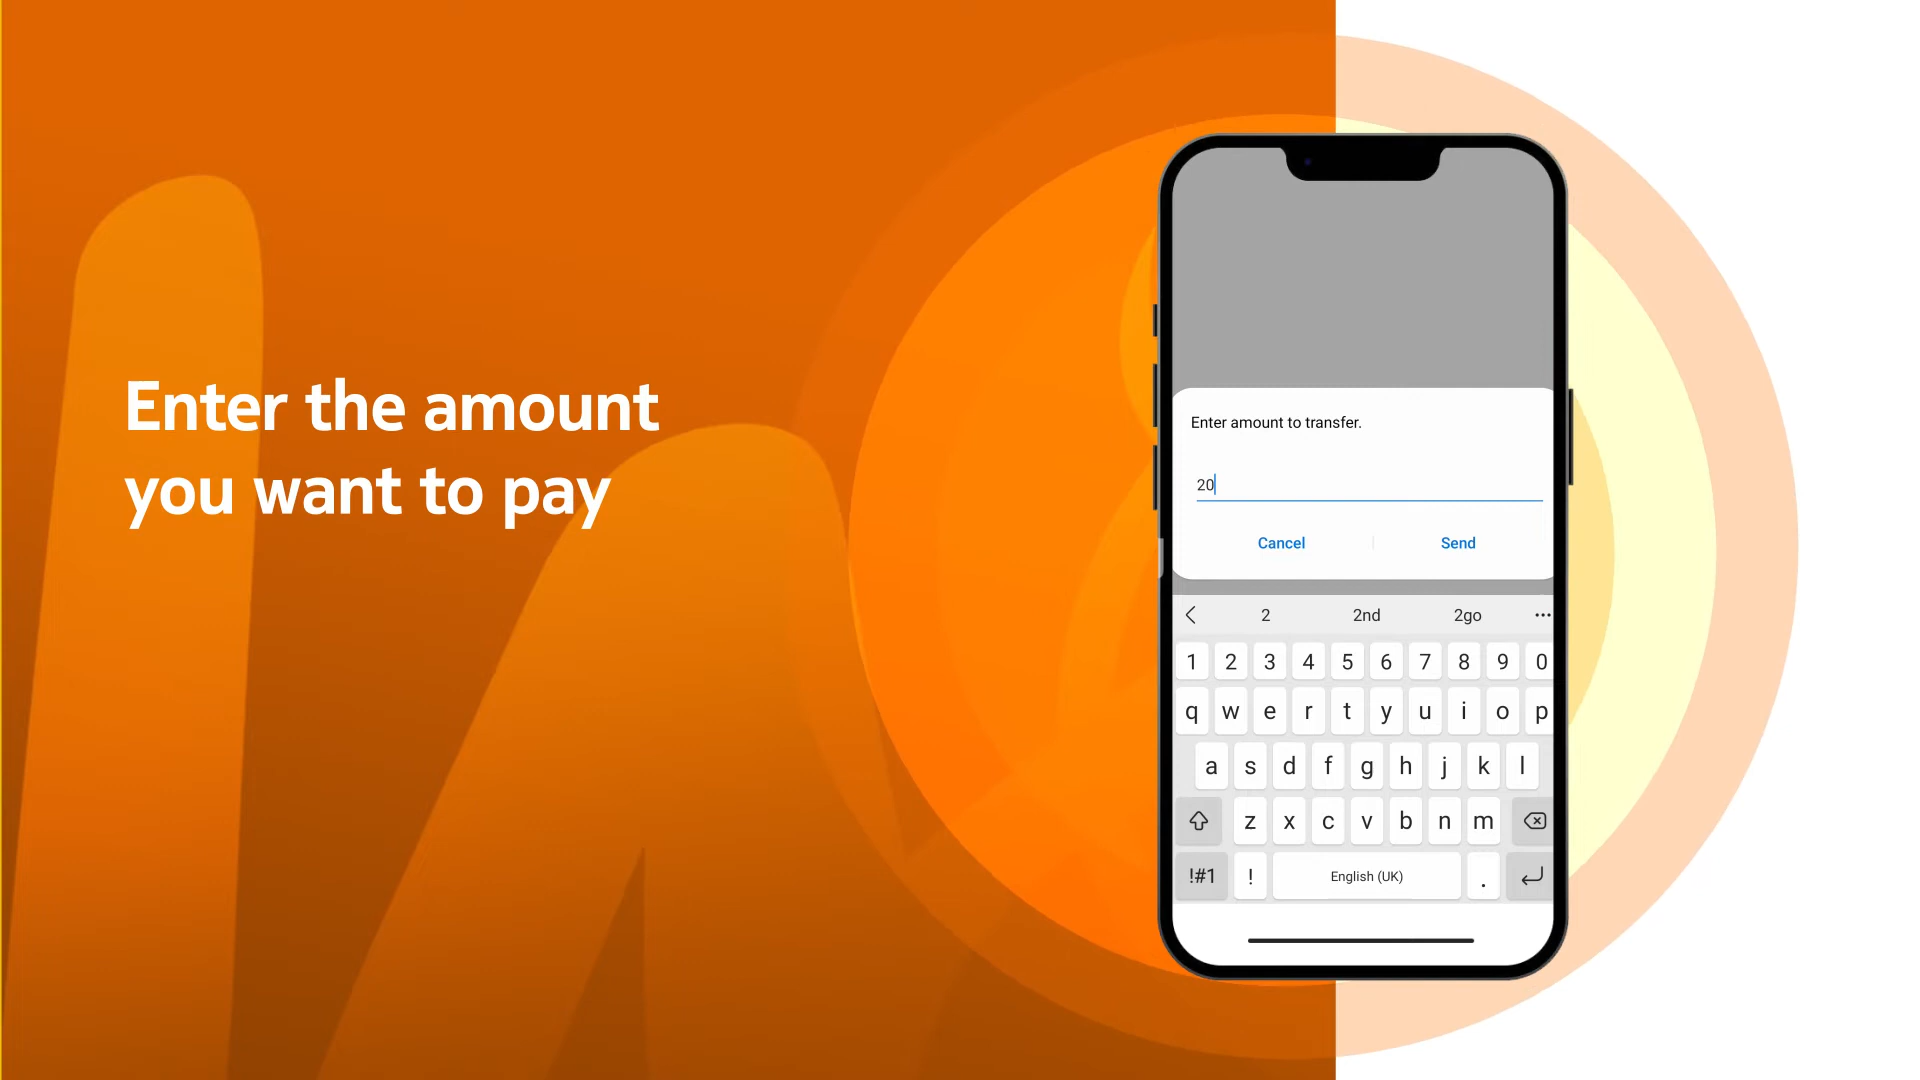 Enter the amount
you want to pay
Enter amount to transfer.
20
Cancel Send
2 2nd 2go
1 2 3 4 5 6 7 8 9 0
q w e r t y u i o p
a s d f g h j k l
z x c v b n m
!#1 ! English (UK) .